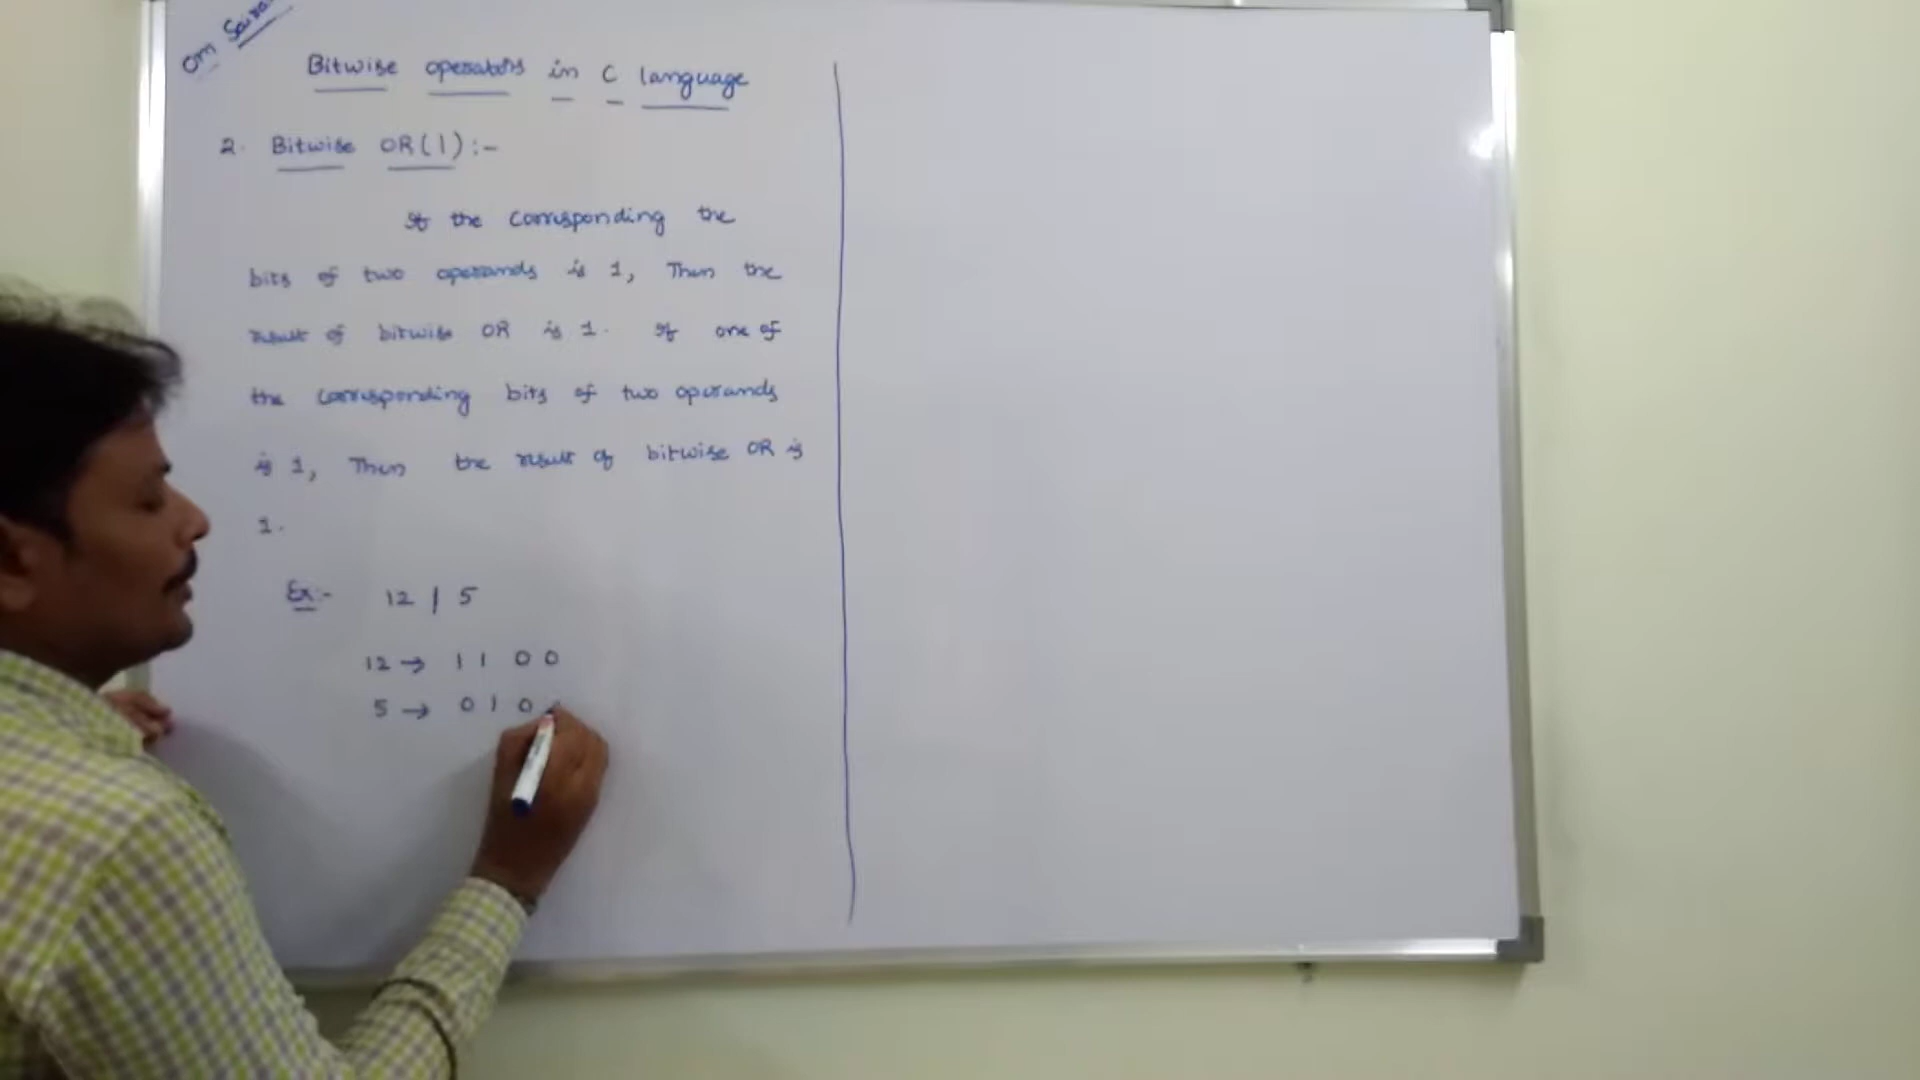 Om Sairam
Bitwise operators in C language
2. Bitwise OR(|):-
If the corresponding the
bits of two operands is 1, Then the
result of bitwise OR is 1. If one of
the corresponding bits of two operands
is 1, Then the result of bitwise OR is
1.
Ex:- 12 | 5
12 → 1 1 0 0
5 → 0 1 0